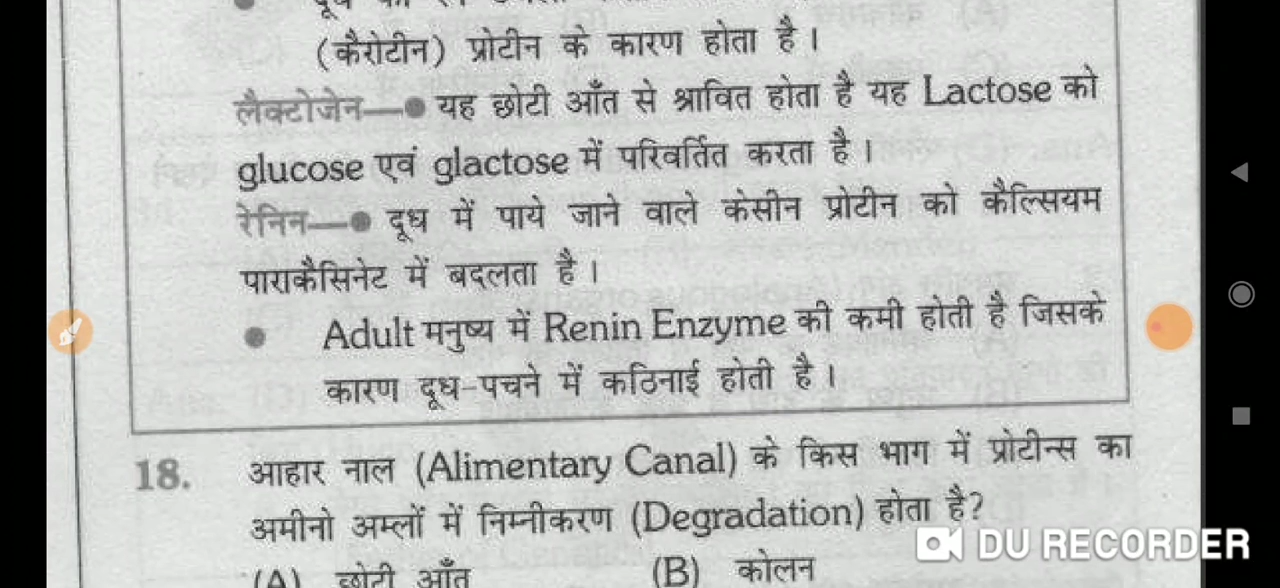 (कैरोटीन) प्रोटीन के कारण होता है।
लैक्टोजेन—● यह छोटी आँत से श्रावित होता है यह Lactose को
glucose एवं glactose में परिवर्तित करता है।
रेनिन—● दूध में पाये जाने वाले केसीन प्रोटीन को कैल्सियम
पाराकैसिनेट में बदलता है।
● Adult मनुष्य में Renin Enzyme की कमी होती है जिसके
कारण दूध-पचने में कठिनाई होती है।
18. आहार नाल (Alimentary Canal) के किस भाग में प्रोटीन्स का
अमीनो अम्लों में निम्नीकरण (Degradation) होता है?
(A) छोटी आँत (B) कोलन
DU RECORDER